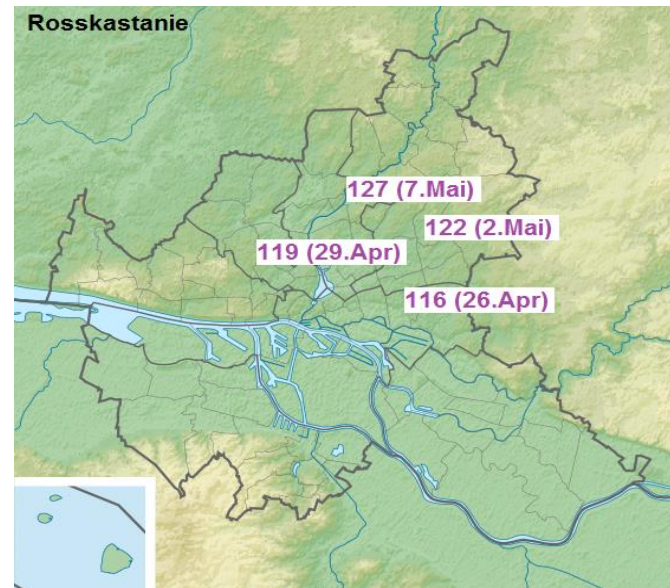 Rosskastanie
127 (7.Mai)
122 (2.Mai)
119 (29.Apr)
116 (26.Apr)